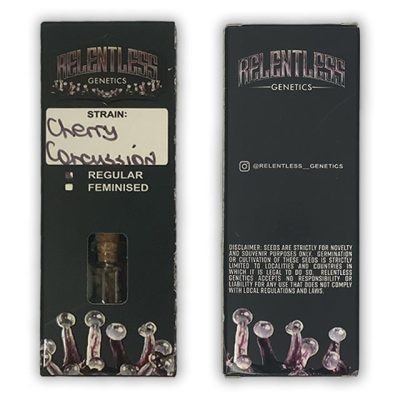 RELENTLESS
GENETICS
STRAIN:
Cherry
Corcussion
REGULAR
FEMINISED
RELENTLESS
GENETICS
@RELENTLESS__GENETICS
DISCLAIMER: SEEDS ARE STRICTLY FOR NOVELTY
AND SOUVENIR PURPOSES ONLY. GERMINATION
OR CULTIVATION OF THESE SEEDS IS STRICTLY
LIMITED TO LOCALITIES AND COUNTRIES IN
WHICH IT IS LEGAL TO DO SO. RELENTLESS
GENETICS ACCEPTS NO RESPONSIBILITY OR
LIABILITY FOR ANY USE THAT DOES NOT COMPLY
WITH LOCAL REGULATIONS AND LAWS.